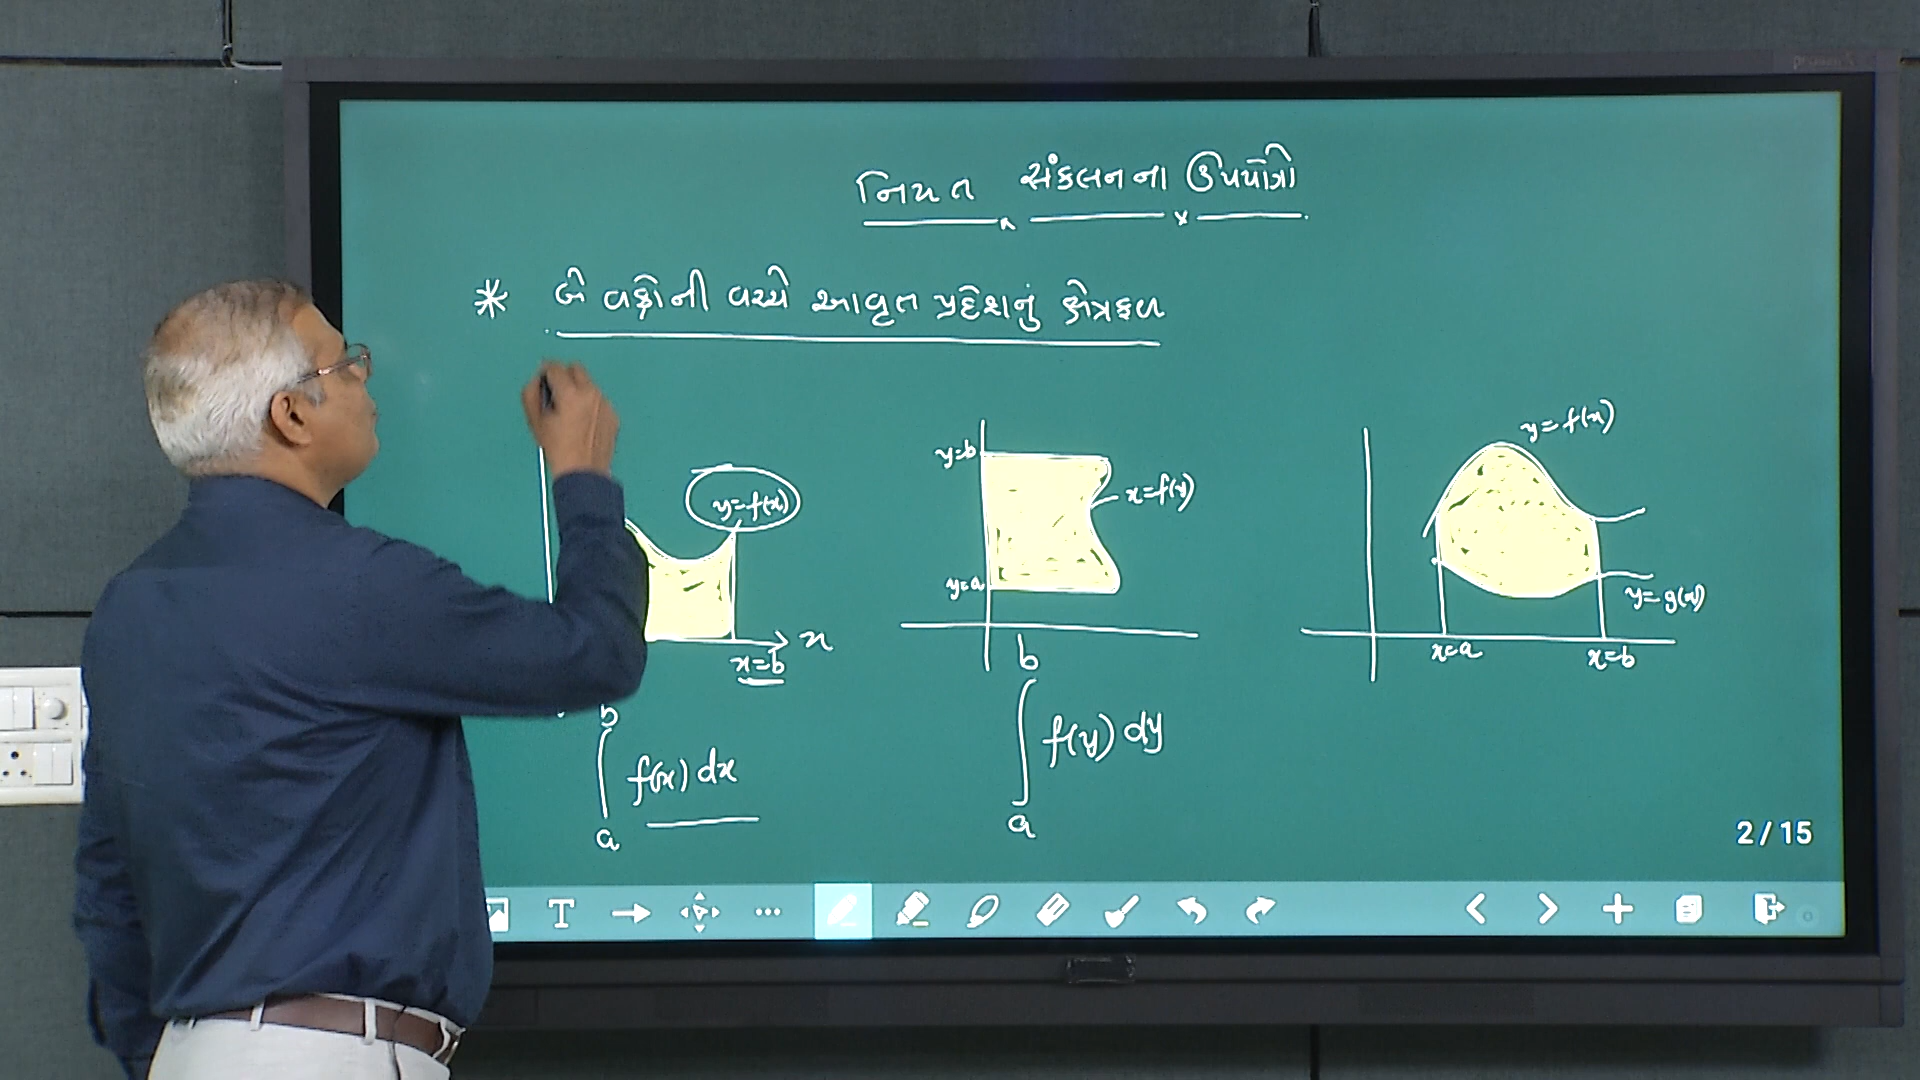 નિયત સંકલનના ઉપયોગો
* બે વક્રોની વચ્ચે આવૃત પ્રદેશનું ક્ષેત્રફળ
y=f(x)
x
x=b
b
∫ f(x) dx
a
y=b
x=f(y)
y=a
b
∫ f(y) dy
a
y=f(x)
y=g(x)
x=a
x=b
2/15
T